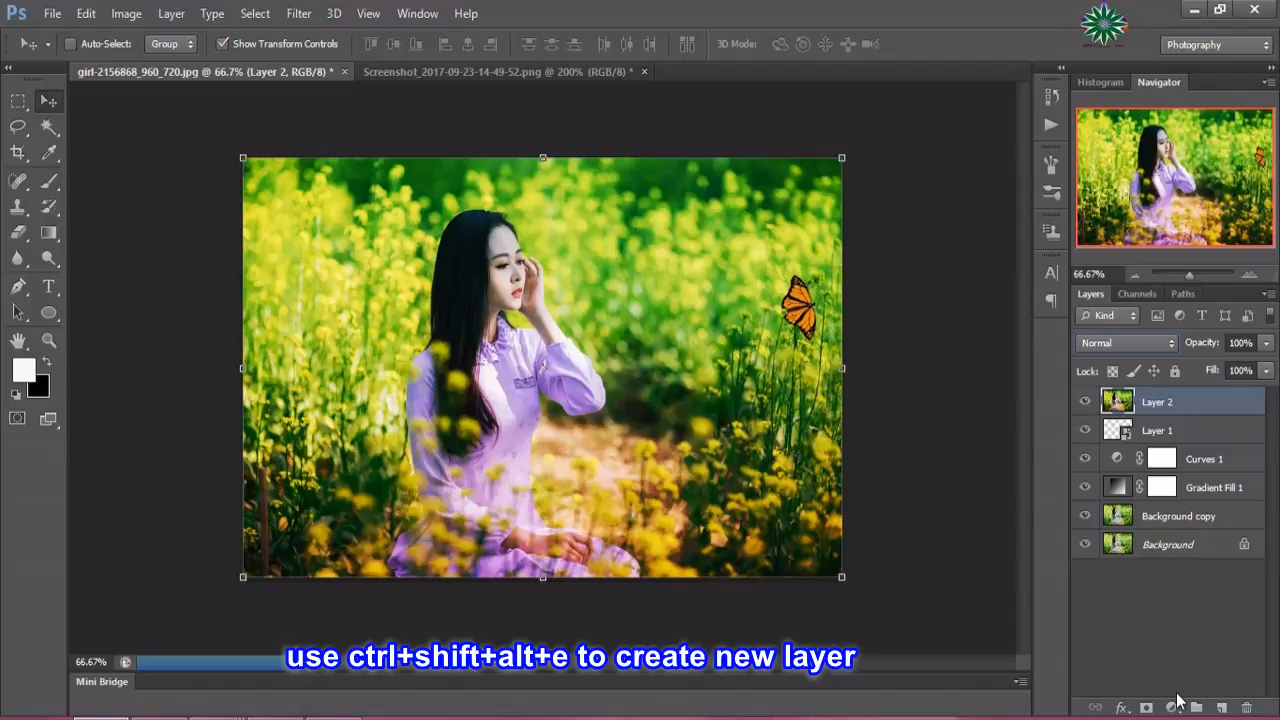 Ps File Edit Image Layer Type Select Filter 3D View Window Help
Auto-Select: Group Show Transform Controls 3D Mode: Photography
girl-2156868_960_720.jpg @ 66.7% (Layer 2, RGB/8) * × Screenshot_2017-09-23-14-49-52.png @ 200% (RGB/8) * ×
Histogram Navigator
66.67%
Layers Channels Paths
Kind
Normal Opacity: 100%
Lock: Fill: 100%
Layer 2
Layer 1
Curves 1
Gradient Fill 1
Background copy
Background
use ctrl+shift+alt+e to create new layer
66.67%
Mini Bridge